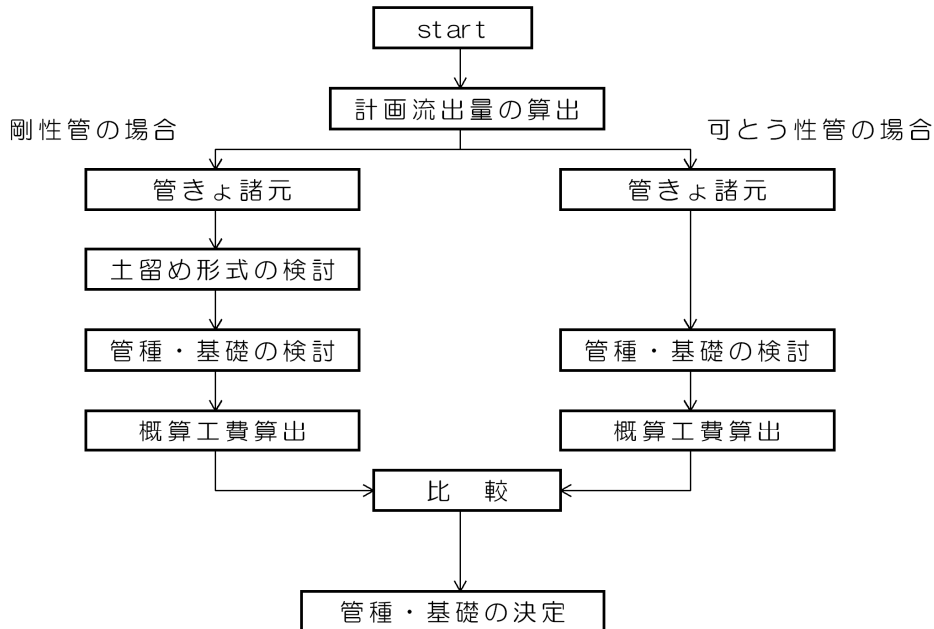 start
計画流出量の算出
剛性管の場合
可とう性管の場合
管きょ諸元
管きょ諸元
土留め形式の検討
管種・基礎の検討
管種・基礎の検討
概算工費算出
概算工費算出
比　較
管種・基礎の決定